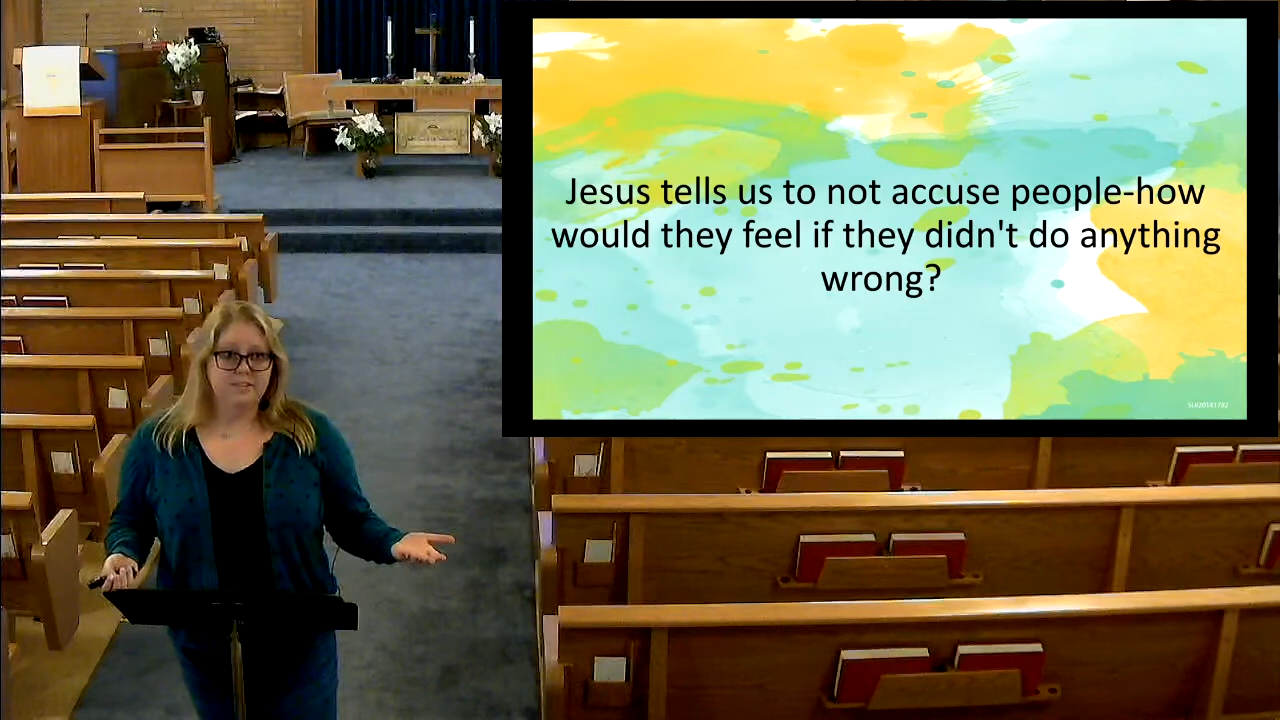 Jesus tells us to not accuse people-how
would they feel if they didn't do anything
wrong?